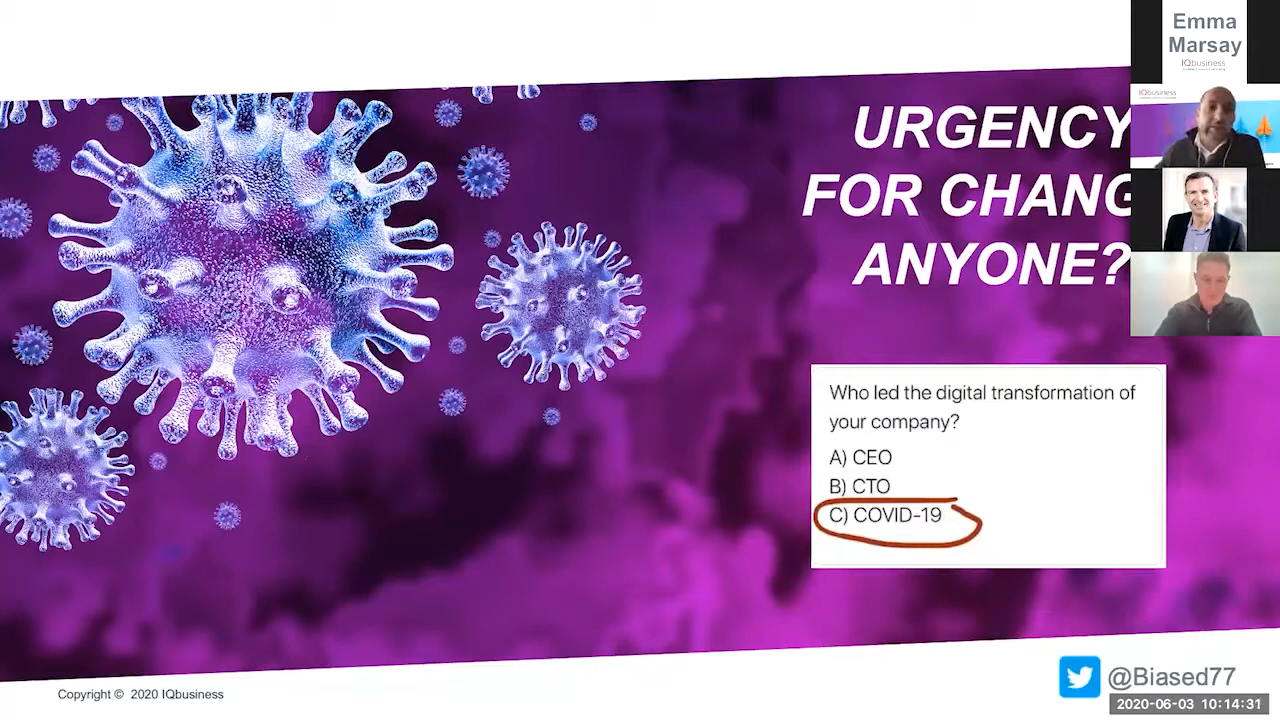 Emma
Marsay
IQbusiness
IQbusiness
URGENCY
FOR CHANG
ANYONE?
Who led the digital transformation of
your company?
A) CEO
B) CTO
C) COVID-19
@Biased77
2020-06-03 10:14:31
Copyright © 2020 IQbusiness